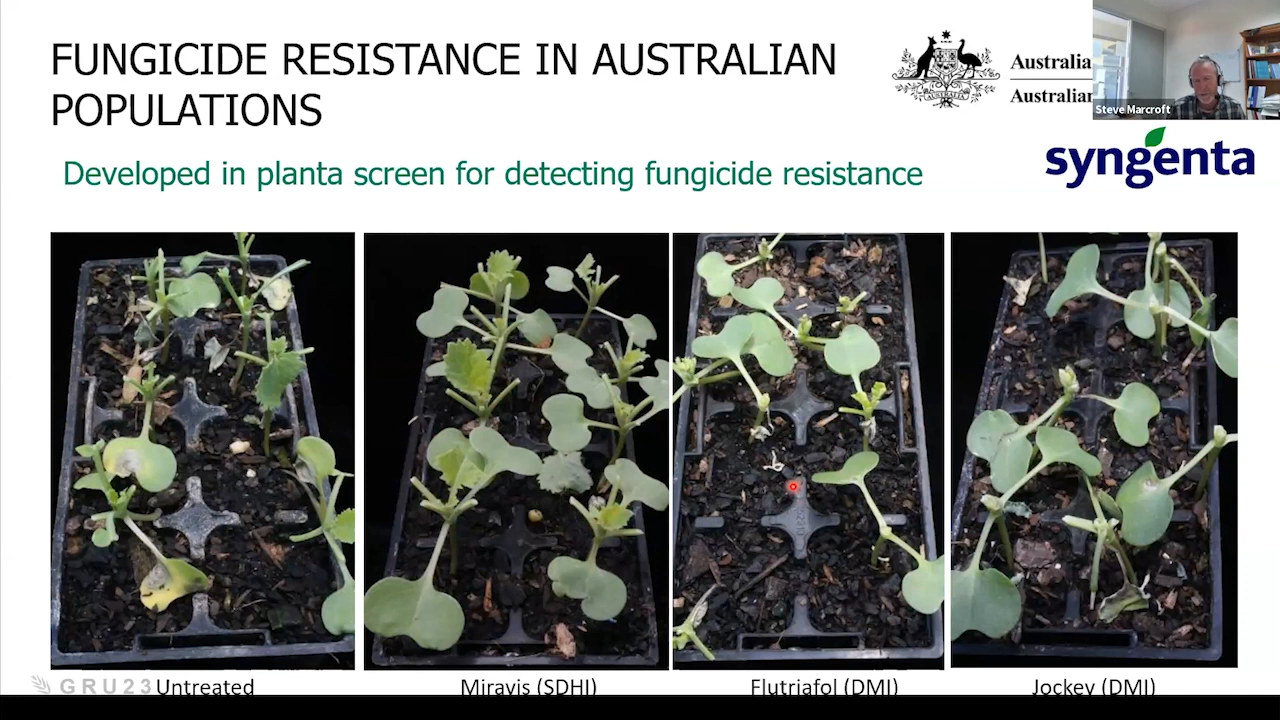 FUNGICIDE RESISTANCE IN AUSTRALIAN
POPULATIONS
Australia
Australian
Steve Marcroft
syngenta
Developed in planta screen for detecting fungicide resistance
GRU23
Untreated
Miravis (SDHI)
Flutriafol (DMI)
Jockey (DMI)